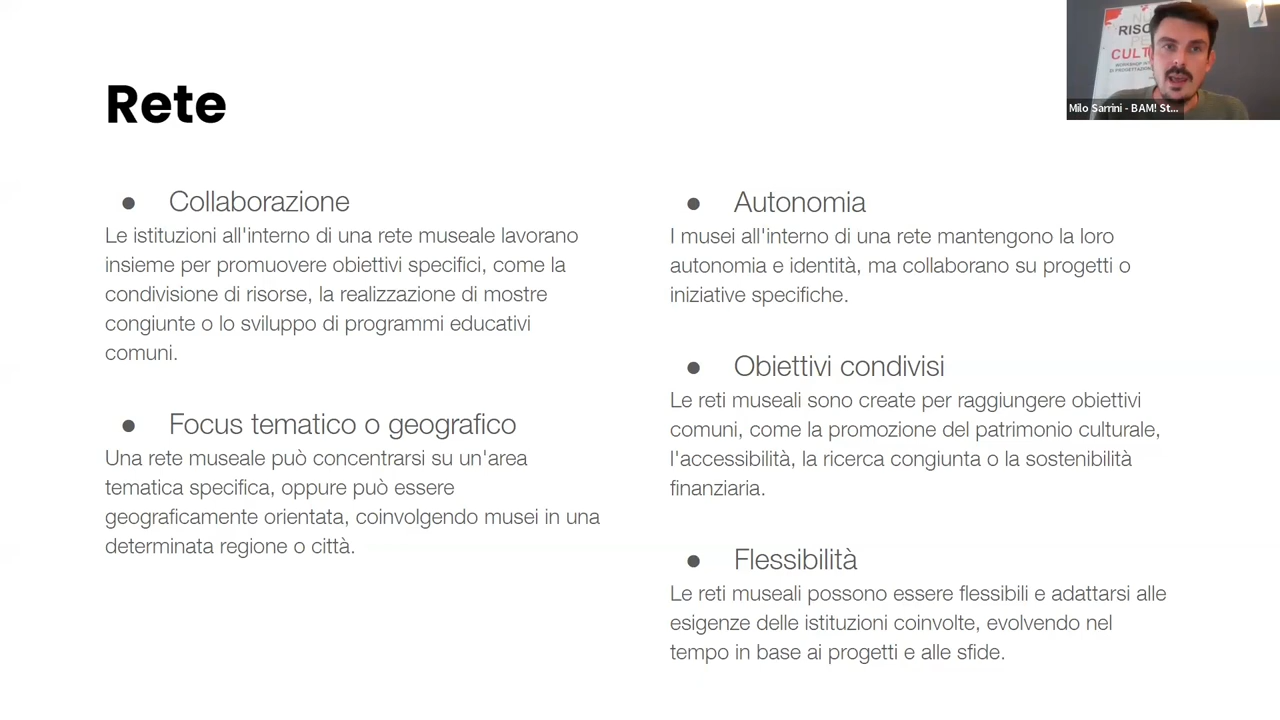 Rete
Collaborazione
Le istituzioni all'interno di una rete museale lavorano
insieme per promuovere obiettivi specifici, come la
condivisione di risorse, la realizzazione di mostre
congiunte o lo sviluppo di programmi educativi
comuni.
Focus tematico o geografico
Una rete museale può concentrarsi su un'area
tematica specifica, oppure può essere
geograficamente orientata, coinvolgendo musei in una
determinata regione o città.
Autonomia
I musei all'interno di una rete mantengono la loro
autonomia e identità, ma collaborano su progetti o
iniziative specifiche.
Obiettivi condivisi
Le reti museali sono create per raggiungere obiettivi
comuni, come la promozione del patrimonio culturale,
l'accessibilità, la ricerca congiunta o la sostenibilità
finanziaria.
Flessibilità
Le reti museali possono essere flessibili e adattarsi alle
esigenze delle istituzioni coinvolte, evolvendo nel
tempo in base ai progetti e alle sfide.
Milo Sarrini - BAM! St...